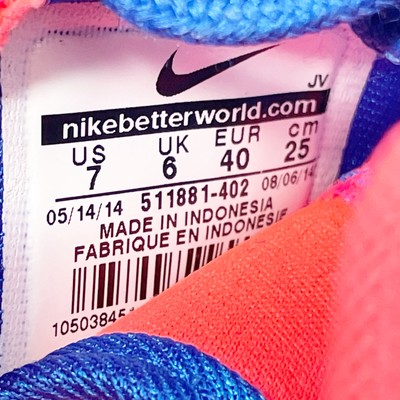 JV
nikebetterworld.com
US UK EUR cm
7 6 40 25
05/14/14 511881-402 08/06/14
MADE IN INDONESIA
FABRIQUE EN INDONESIE